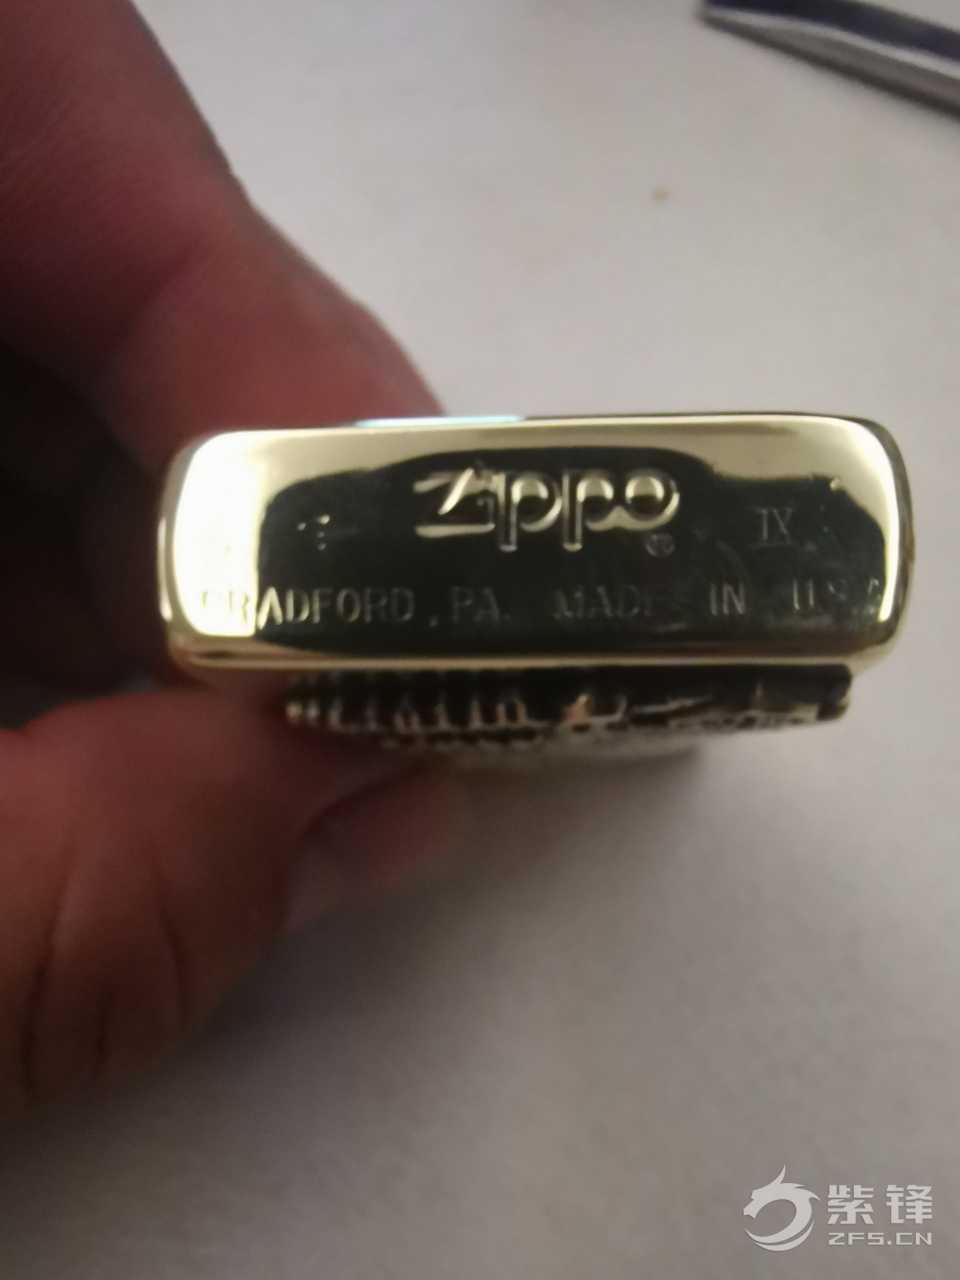 zippo ®
IX
BRADFORD, PA. MADE IN U.S.A
紫锋
ZFS.CN